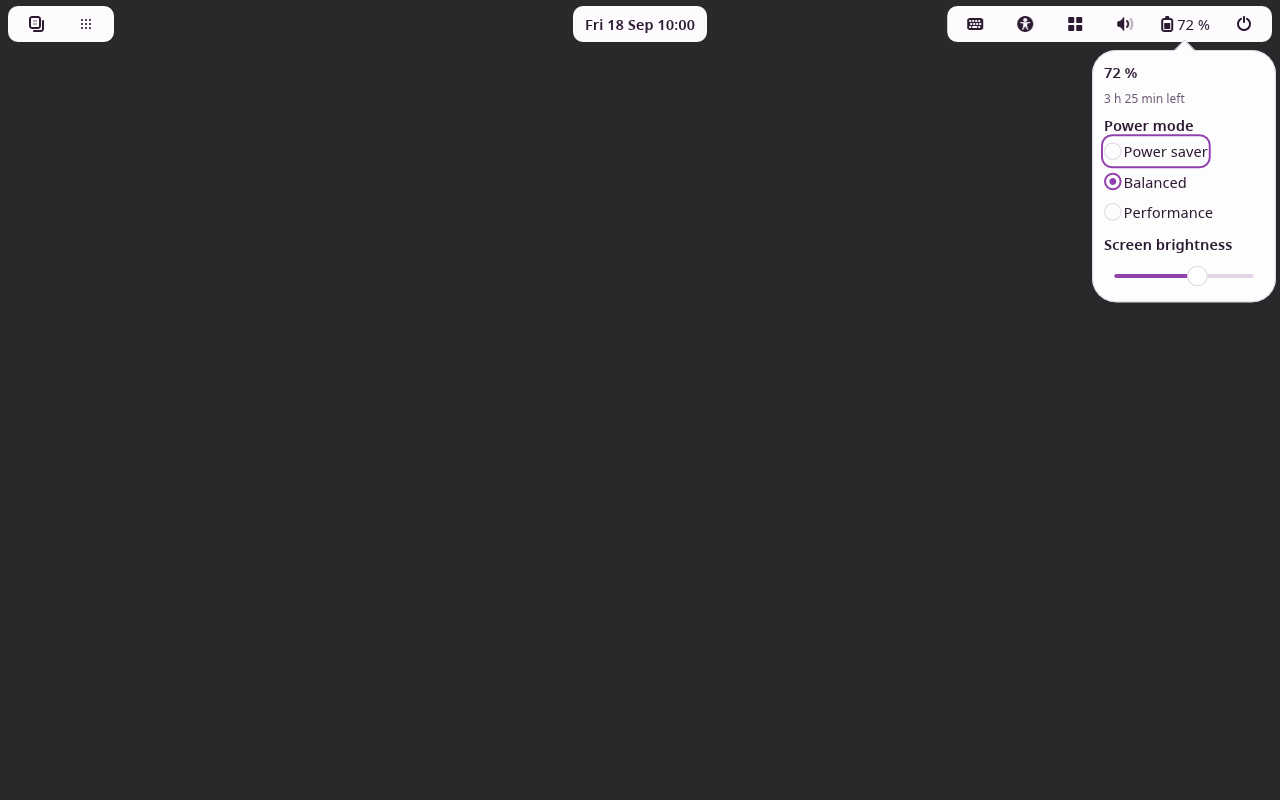 Fri 18 Sep 10:00
72 %
72 %
3 h 25 min left
Power mode
Power saver
Balanced
Performance
Screen brightness